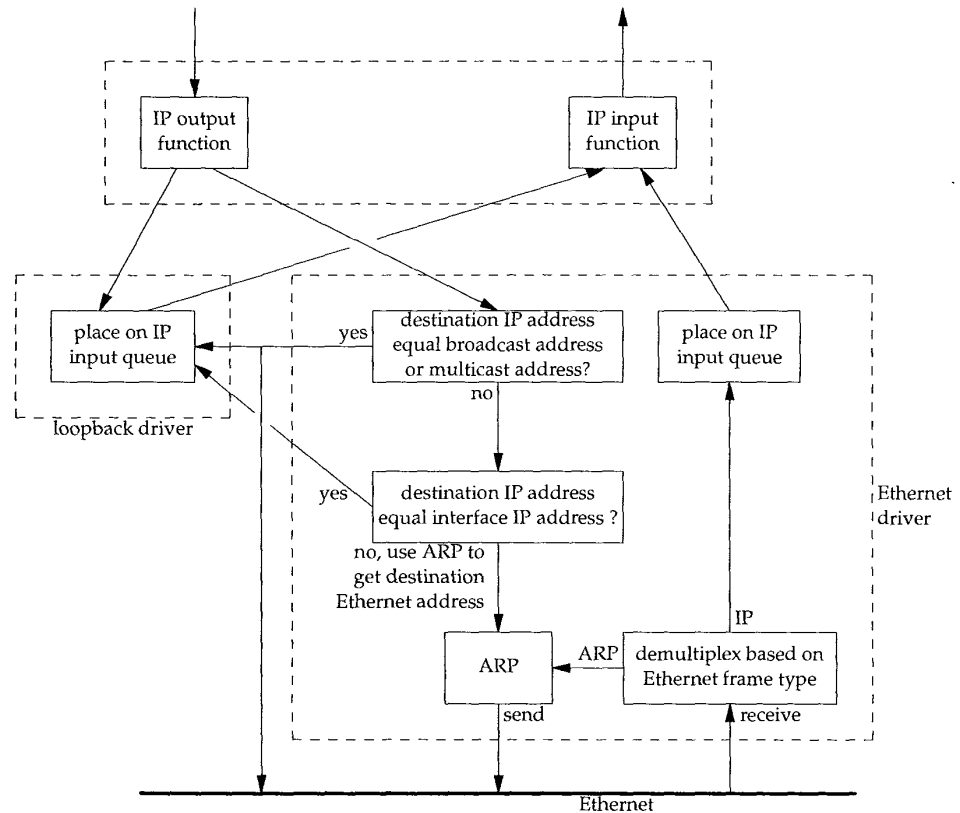 IP output
function
IP input
function
place on IP
input queue
loopback driver
yes
destination IP address
equal broadcast address
or multicast address?
no
place on IP
input queue
yes
destination IP address
equal interface IP address ?
no, use ARP to
get destination
Ethernet address
Ethernet
driver
ARP
send
ARP
IP
demultiplex based on
Ethernet frame type
receive
Ethernet